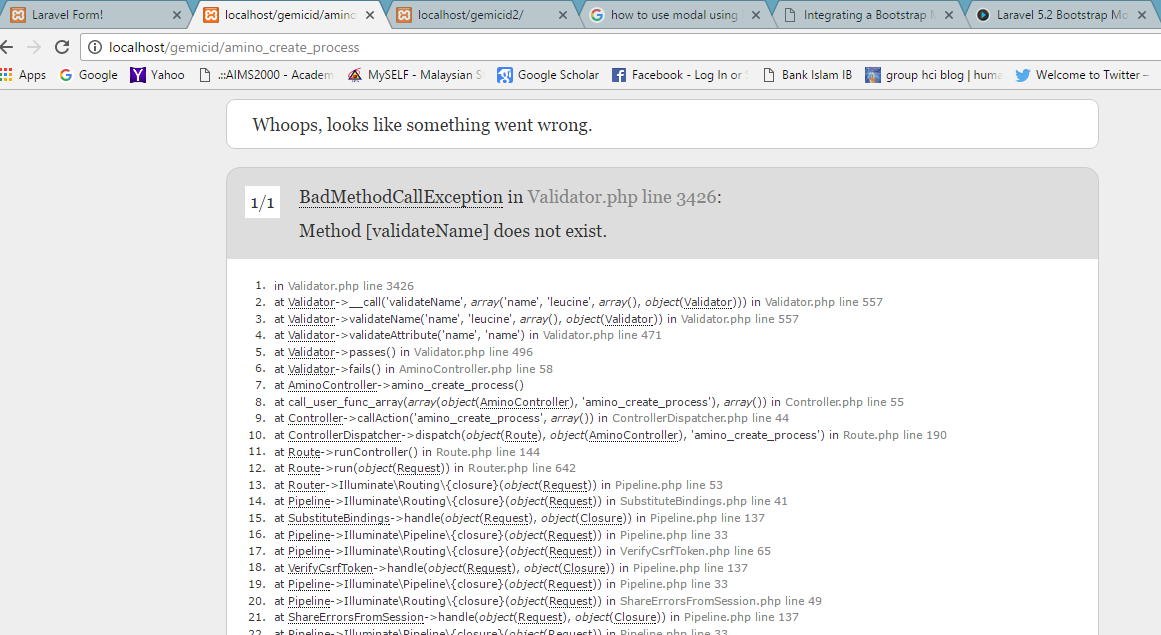 Laravel Form!
localhost/gemicid/amino
localhost/gemicid2/
how to use modal using
Integrating a Bootstrap M
Laravel 5.2 Bootstrap Mo
localhost/gemicid/amino_create_process
Apps
Google
Yahoo
.::AIMS2000 - Academ
MySELF - Malaysian S
Google Scholar
Facebook - Log In or
Bank Islam IB
group hci blog | huma
Welcome to Twitter –
Whoops, looks like something went wrong.
1/1
BadMethodCallException in Validator.php line 3426:
Method [validateName] does not exist.
1. in Validator.php line 3426
2. at Validator->__call('validateName', array('name', 'leucine', array(), object(Validator))) in Validator.php line 557
3. at Validator->validateName('name', 'leucine', array(), object(Validator)) in Validator.php line 557
4. at Validator->validateAttribute('name', 'name') in Validator.php line 471
5. at Validator->passes() in Validator.php line 496
6. at Validator->fails() in AminoController.php line 58
7. at AminoController->amino_create_process()
8. at call_user_func_array(array(object(AminoController), 'amino_create_process'), array()) in Controller.php line 55
9. at Controller->callAction('amino_create_process', array()) in ControllerDispatcher.php line 44
10. at ControllerDispatcher->dispatch(object(Route), object(AminoController), 'amino_create_process') in Route.php line 190
11. at Route->runController() in Route.php line 144
12. at Route->run(object(Request)) in Router.php line 642
13. at Router->Illuminate\Routing\{closure}(object(Request)) in Pipeline.php line 53
14. at Pipeline->Illuminate\Routing\{closure}(object(Request)) in SubstituteBindings.php line 41
15. at SubstituteBindings->handle(object(Request), object(Closure)) in Pipeline.php line 137
16. at Pipeline->Illuminate\Pipeline\{closure}(object(Request)) in Pipeline.php line 33
17. at Pipeline->Illuminate\Routing\{closure}(object(Request)) in VerifyCsrfToken.php line 65
18. at VerifyCsrfToken->handle(object(Request), object(Closure)) in Pipeline.php line 137
19. at Pipeline->Illuminate\Pipeline\{closure}(object(Request)) in Pipeline.php line 33
20. at Pipeline->Illuminate\Routing\{closure}(object(Request)) in ShareErrorsFromSession.php line 49
21. at ShareErrorsFromSession->handle(object(Request), object(Closure)) in Pipeline.php line 137
22. at Pipeline->Illuminate\Pipeline\{closure}(object(Request)) in Pipeline.php line 33